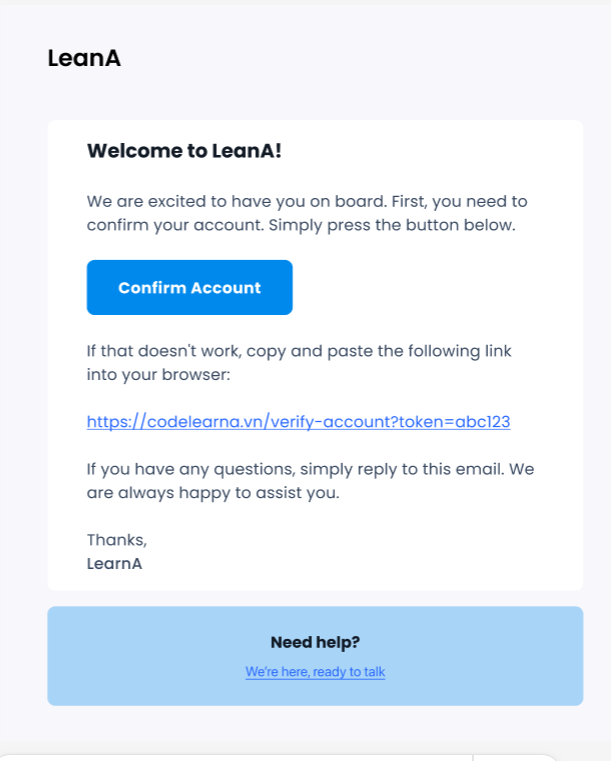 LeanA
Welcome to LeanA!
We are excited to have you on board. First, you need to
confirm your account. Simply press the button below.
Confirm Account
If that doesn't work, copy and paste the following link
into your browser:
https://codelearna.vn/verify-account?token=abc123
If you have any questions, simply reply to this email. We
are always happy to assist you.
Thanks,
LearnA
Need help?
We're here, ready to talk